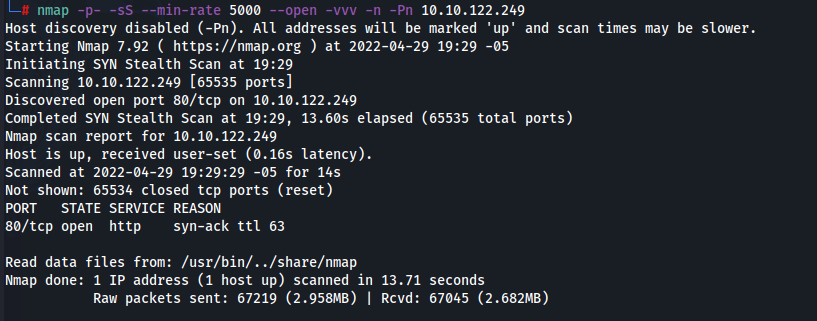 └─# nmap -p- -sS --min-rate 5000 --open -vvv -n -Pn 10.10.122.249
Host discovery disabled (-Pn). All addresses will be marked 'up' and scan times may be slower.
Starting Nmap 7.92 ( https://nmap.org ) at 2022-04-29 19:29 -05
Initiating SYN Stealth Scan at 19:29
Scanning 10.10.122.249 [65535 ports]
Discovered open port 80/tcp on 10.10.122.249
Completed SYN Stealth Scan at 19:29, 13.60s elapsed (65535 total ports)
Nmap scan report for 10.10.122.249
Host is up, received user-set (0.16s latency).
Scanned at 2022-04-29 19:29:29 -05 for 14s
Not shown: 65534 closed tcp ports (reset)
PORT   STATE SERVICE REASON
80/tcp open  http    syn-ack ttl 63

Read data files from: /usr/bin/../share/nmap
Nmap done: 1 IP address (1 host up) scanned in 13.71 seconds
           Raw packets sent: 67219 (2.958MB) | Rcvd: 67045 (2.682MB)